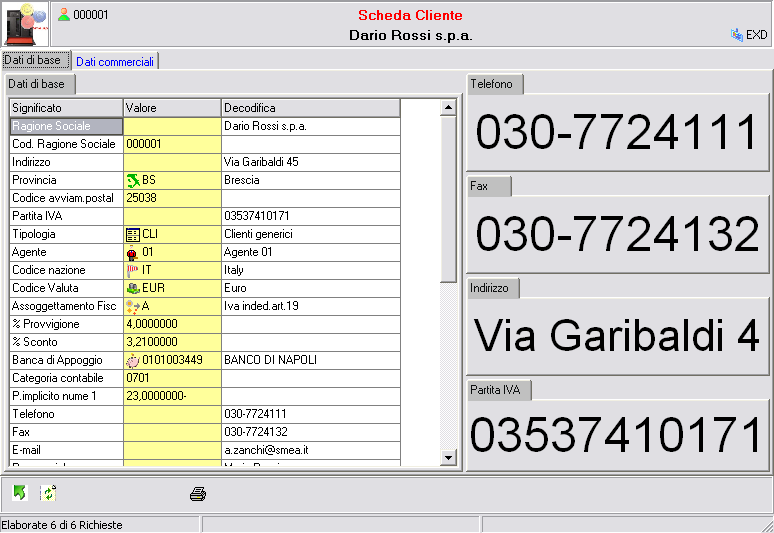 000001
Scheda Cliente
Dario Rossi s.p.a.
EXD
Dati di base
Dati commerciali
Dati di base
Significato Valore Decodifica
Ragione Sociale Dario Rossi s.p.a.
Cod. Ragione Sociale 000001
Indirizzo Via Garibaldi 45
Provincia BS Brescia
Codice avviam.postal 25038
Partita IVA 03537410171
Tipologia CLI Clienti generici
Agente 01 Agente 01
Codice nazione IT Italy
Codice Valuta EUR Euro
Assoggettamento Fisc A Iva inded.art.19
% Provvigione 4,0000000
% Sconto 3,2100000
Banca di Appoggio 0101003449 BANCO DI NAPOLI
Categoria contabile 0701
P.implicito nume 1 23,0000000-
Telefono 030-7724111
Fax 030-7724132
E-mail a.zanchi@smea.it
Telefono
030-7724111
Fax
030-7724132
Indirizzo
Via Garibaldi 4
Partita IVA
03537410171
Elaborate 6 di 6 Richieste